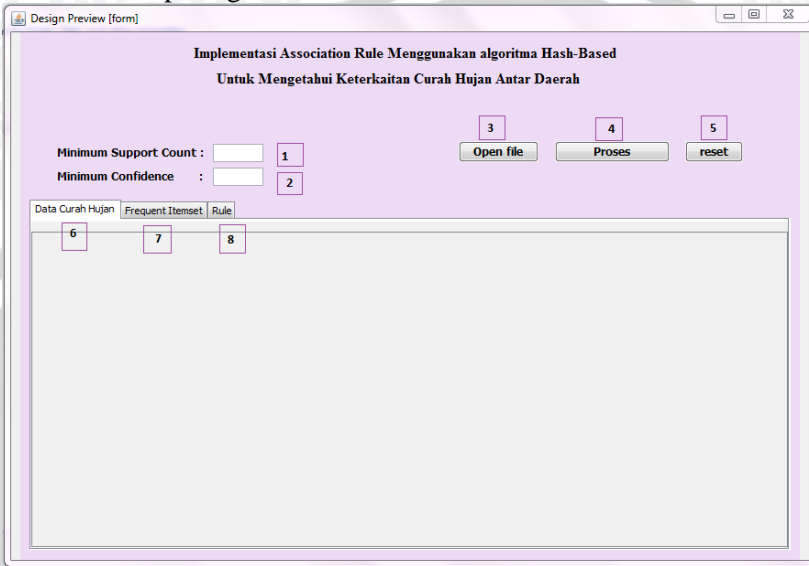 Design Preview [form]
Implementasi Association Rule Menggunakan algoritma Hash-Based
Untuk Mengetahui Keterkaitan Curah Hujan Antar Daerah
3 4 5
Minimum Support Count : 1 Open file Proses reset
Minimum Confidence : 2
Data Curah Hujan Frequent Itemset Rule
6 7 8